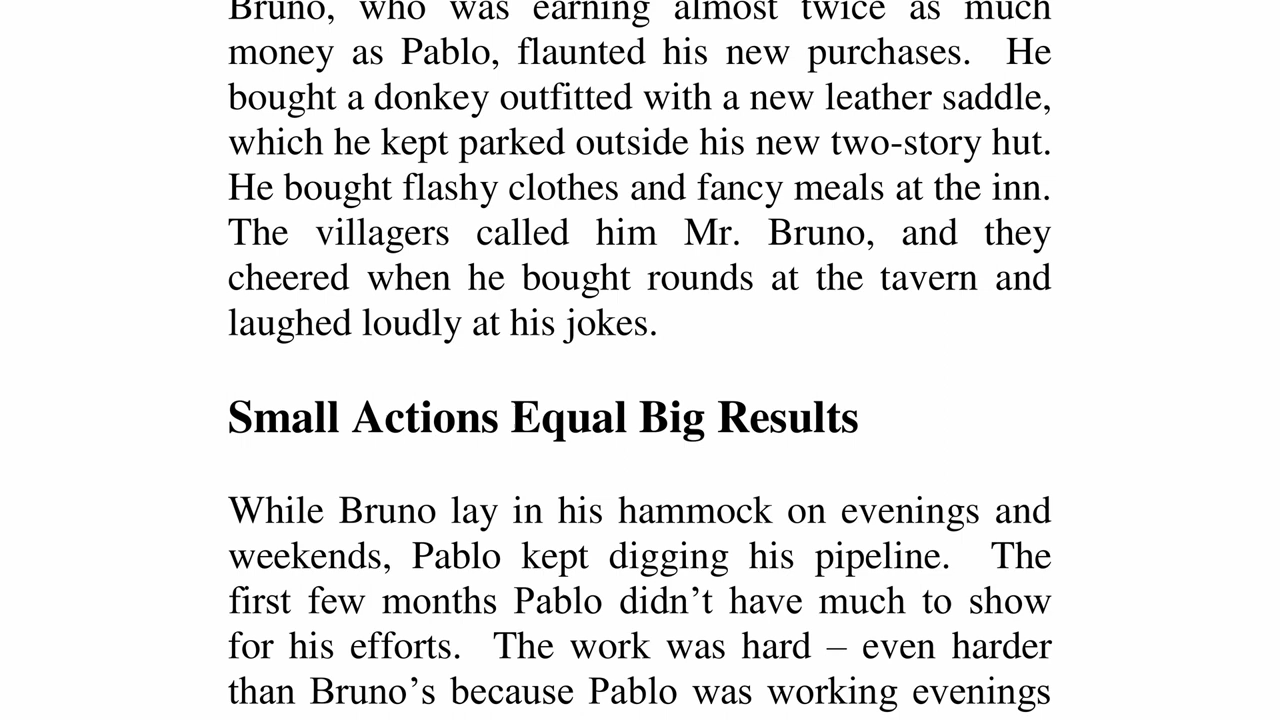 Bruno, who was earning almost twice as much
money as Pablo, flaunted his new purchases.  He
bought a donkey outfitted with a new leather saddle,
which he kept parked outside his new two-story hut.
He bought flashy clothes and fancy meals at the inn.
The villagers called him Mr. Bruno, and they
cheered when he bought rounds at the tavern and
laughed loudly at his jokes.
Small Actions Equal Big Results
While Bruno lay in his hammock on evenings and
weekends, Pablo kept digging his pipeline.  The
first few months Pablo didn’t have much to show
for his efforts.  The work was hard – even harder
than Bruno’s because Pablo was working evenings